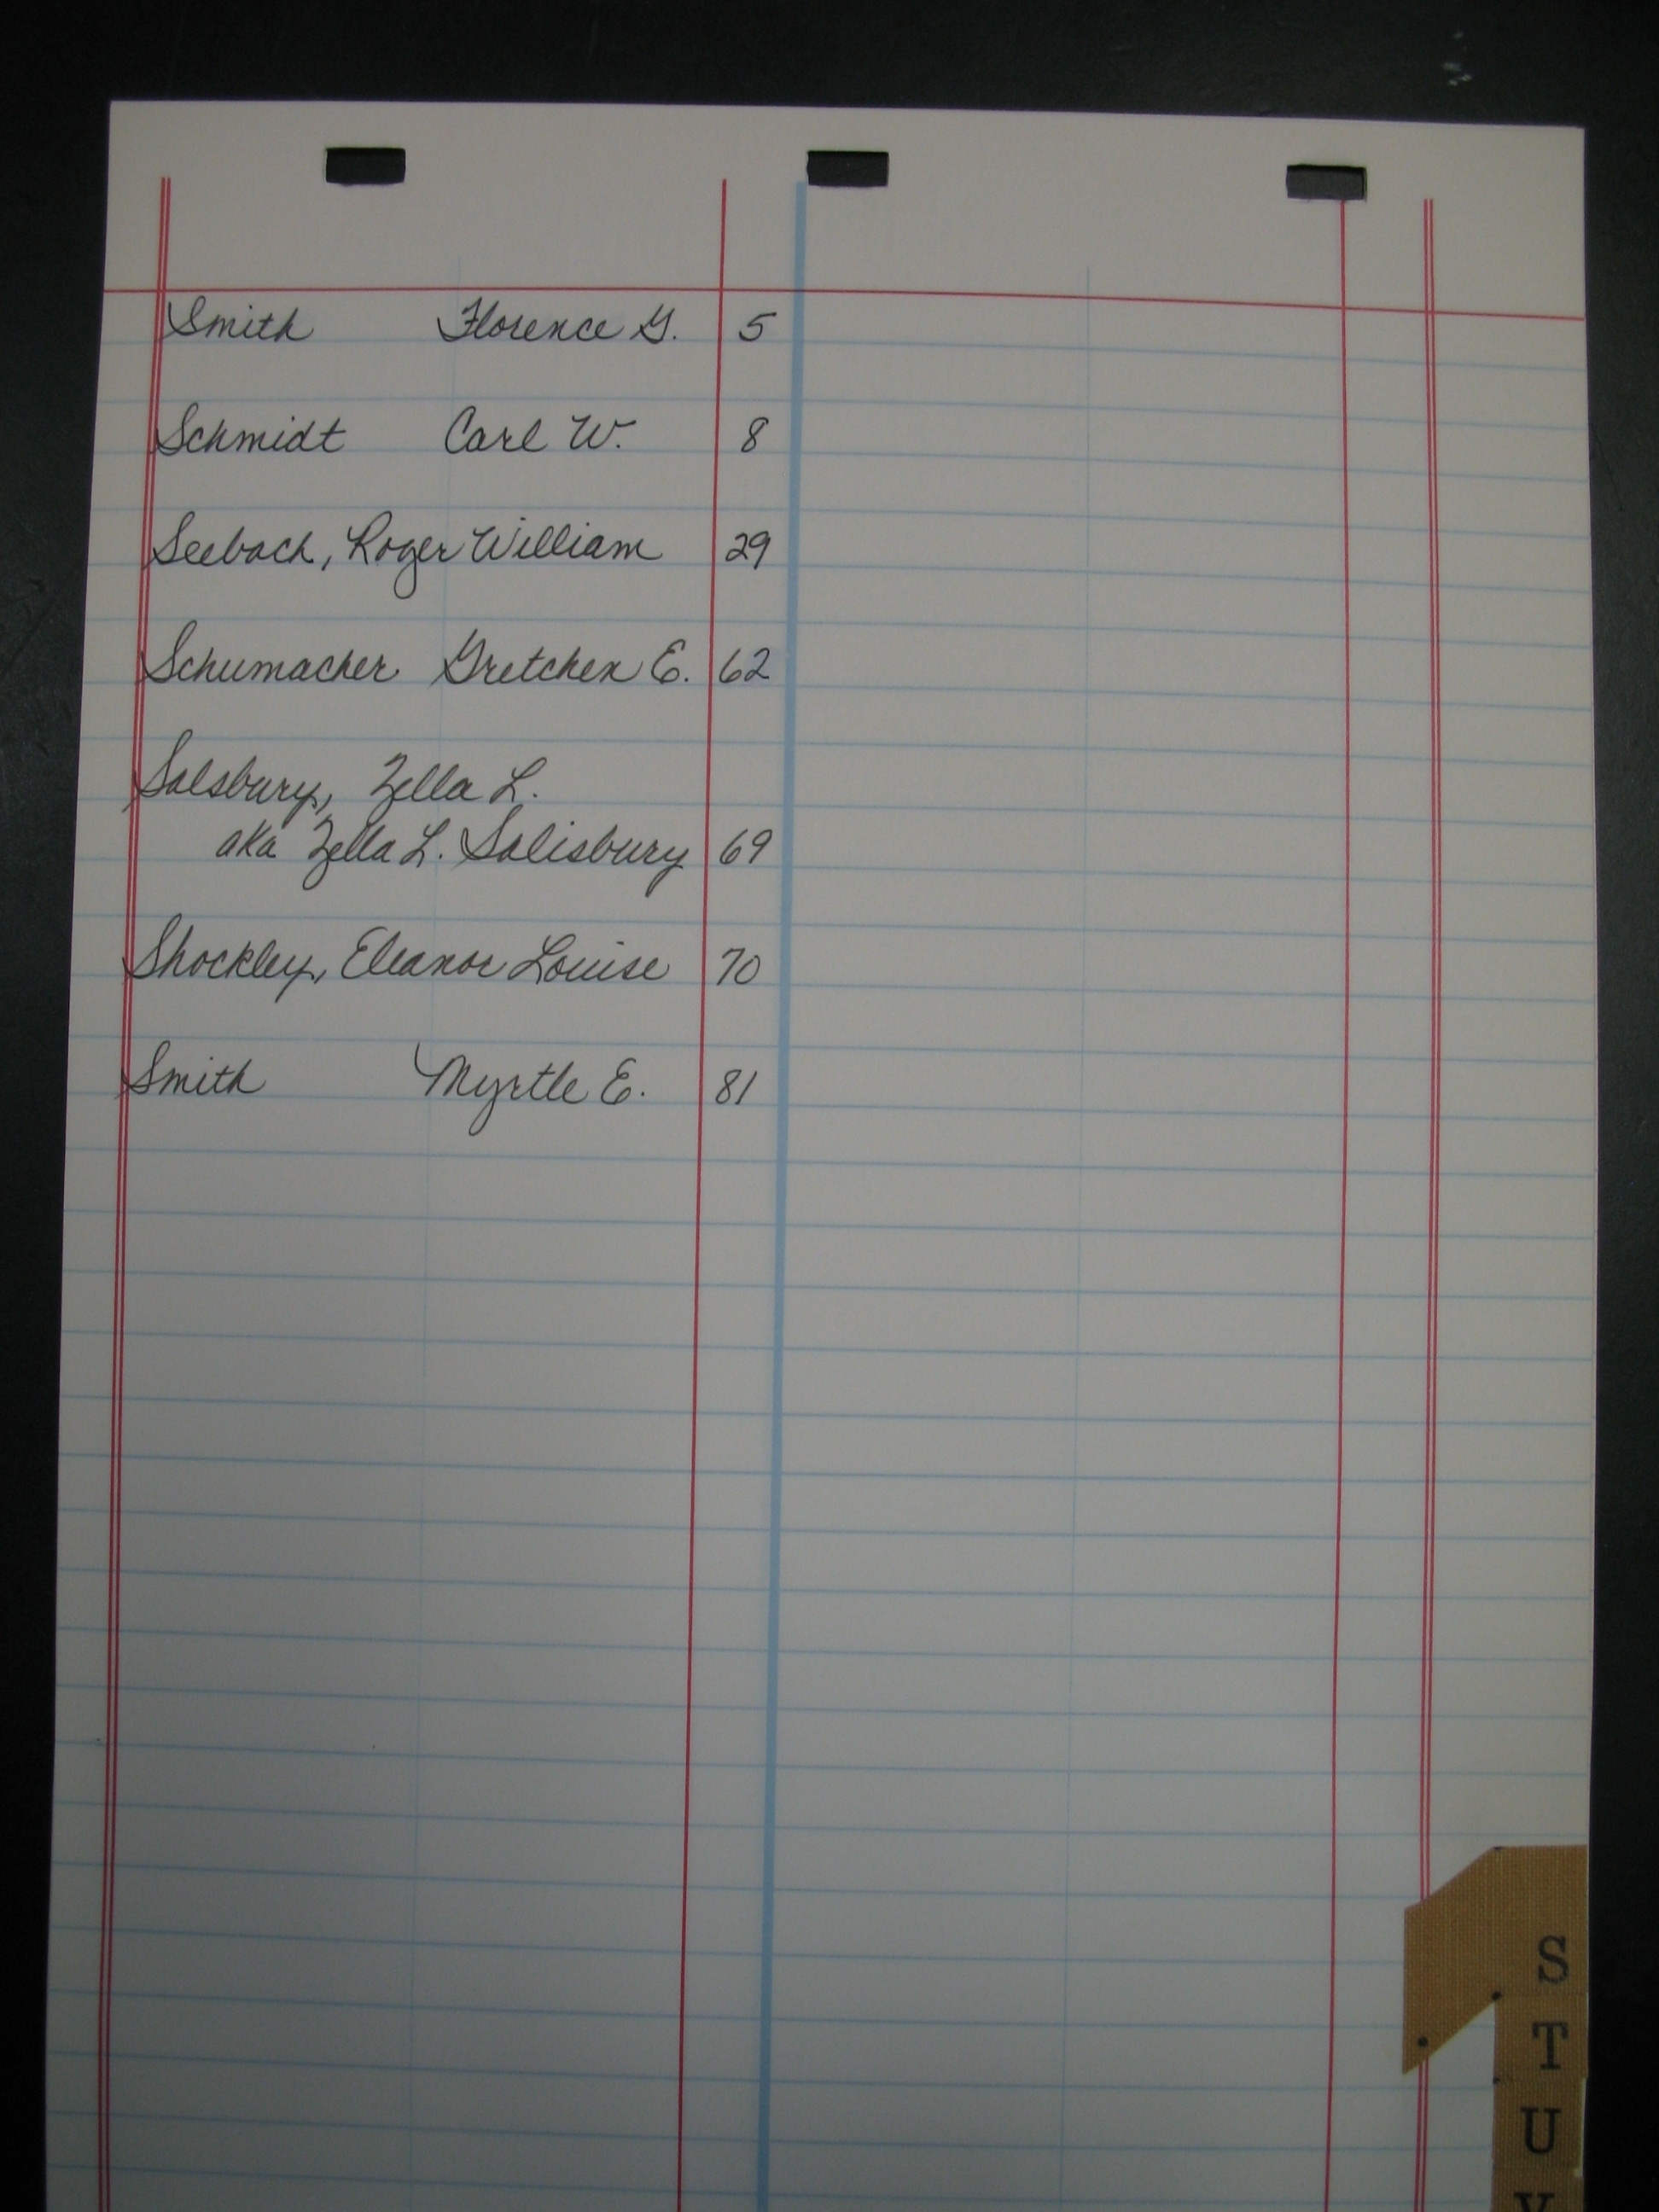 Smith Florence G. 5
Schmidt Carl W. 8
Seebach, Roger William 29
Schumacher Gretchen E. 62
Salsbury, Zella L.
aka Zella L. Salisbury 69
Shockley, Eleanor Louise 70
Smith Myrtle E. 81
S
T
U
V